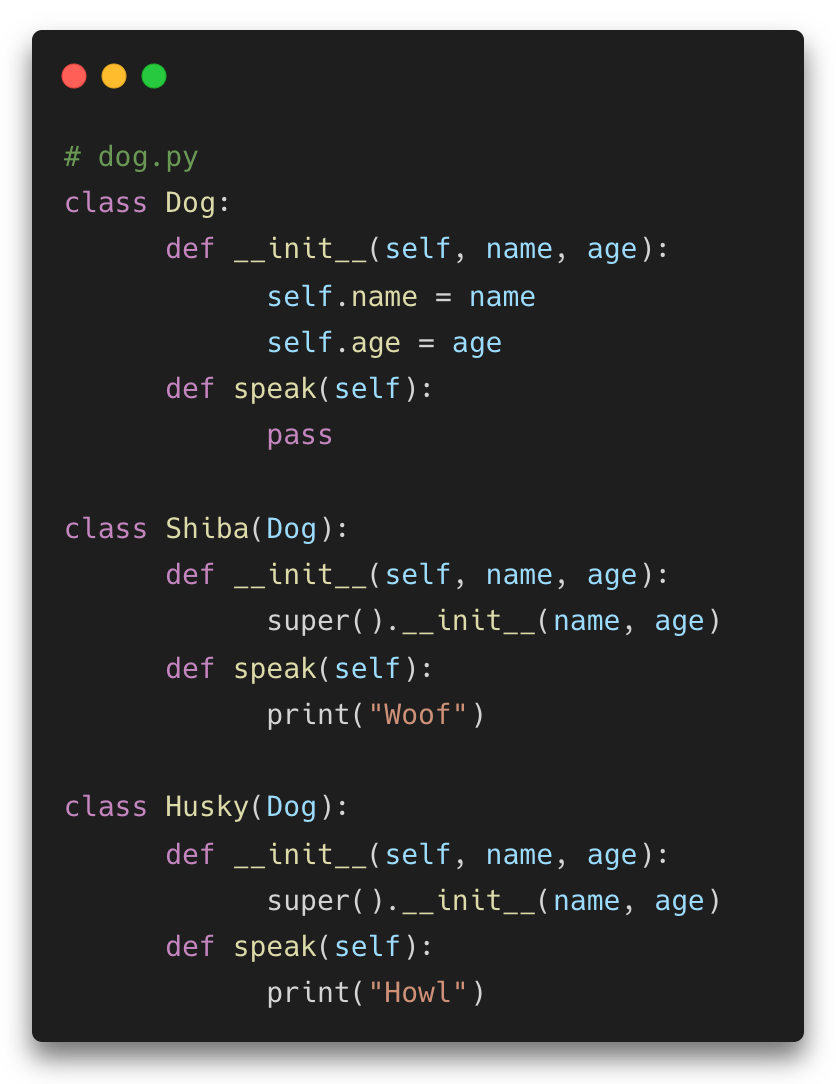 # dog.py
class Dog:
      def __init__(self, name, age):
            self.name = name
            self.age = age
      def speak(self):
            pass

class Shiba(Dog):
      def __init__(self, name, age):
            super().__init__(name, age)
      def speak(self):
            print("Woof")

class Husky(Dog):
      def __init__(self, name, age):
            super().__init__(name, age)
      def speak(self):
            print("Howl")